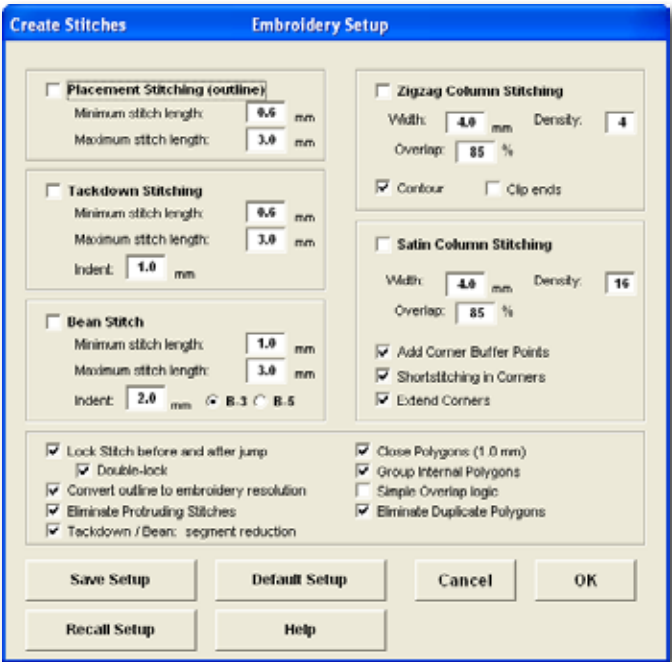 Create Stitches Embroidery Setup
Placement Stitching (outline)
Minimum stitch length: 0.6 mm
Maximum stitch length: 3.0 mm
Tackdown Stitching
Minimum stitch length: 0.6 mm
Maximum stitch length: 3.0 mm
Indent: 1.0 mm
Bean Stitch
Minimum stitch length: 1.0 mm
Maximum stitch length: 3.0 mm
Indent: 2.0 mm B-3 B-5
Zigzag Column Stitching
Width: 4.0 mm Density: 4
Overlap: 85 %
Contour Clip ends
Satin Column Stitching
Width: 4.0 mm Density: 16
Overlap: 85 %
Add Corner Buffer Points
Shortstitching in Corners
Extend Corners
Lock Stitch before and after jump
Double-lock
Convert outline to embroidery resolution
Eliminate Protruding Stitches
Tackdown / Bean: segment reduction
Close Polygons (1.0 mm)
Group Internal Polygons
Simple Overlap logic
Eliminate Duplicate Polygons
Save Setup Default Setup Cancel OK
Recall Setup Help